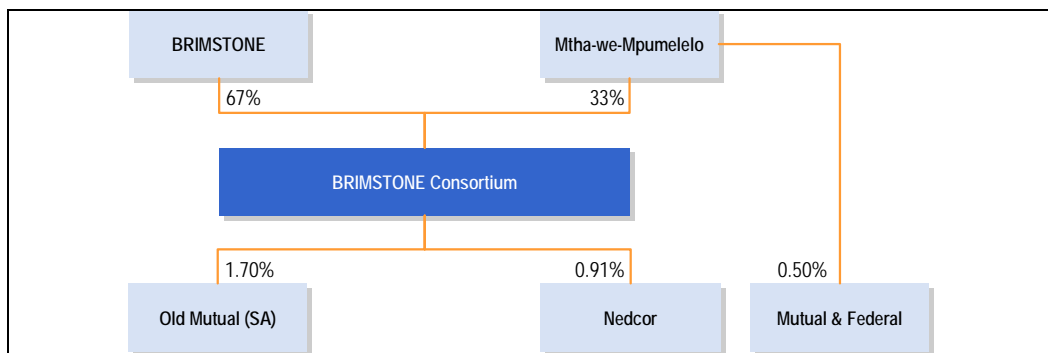 BRIMSTONE
Mtha-we-Mpumelelo
67%
33%
BRIMSTONE Consortium
1.70%
0.91%
0.50%
Old Mutual (SA)
Nedcor
Mutual & Federal